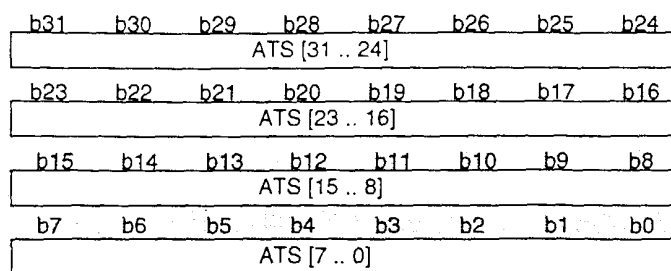 b31 b30 b29 b28 b27 b26 b25 b24
ATS [31 .. 24]
b23 b22 b21 b20 b19 b18 b17 b16
ATS [23 .. 16]
b15 b14 b13 b12 b11 b10 b9 b8
ATS [15 .. 8]
b7 b6 b5 b4 b3 b2 b1 b0
ATS [7 .. 0]